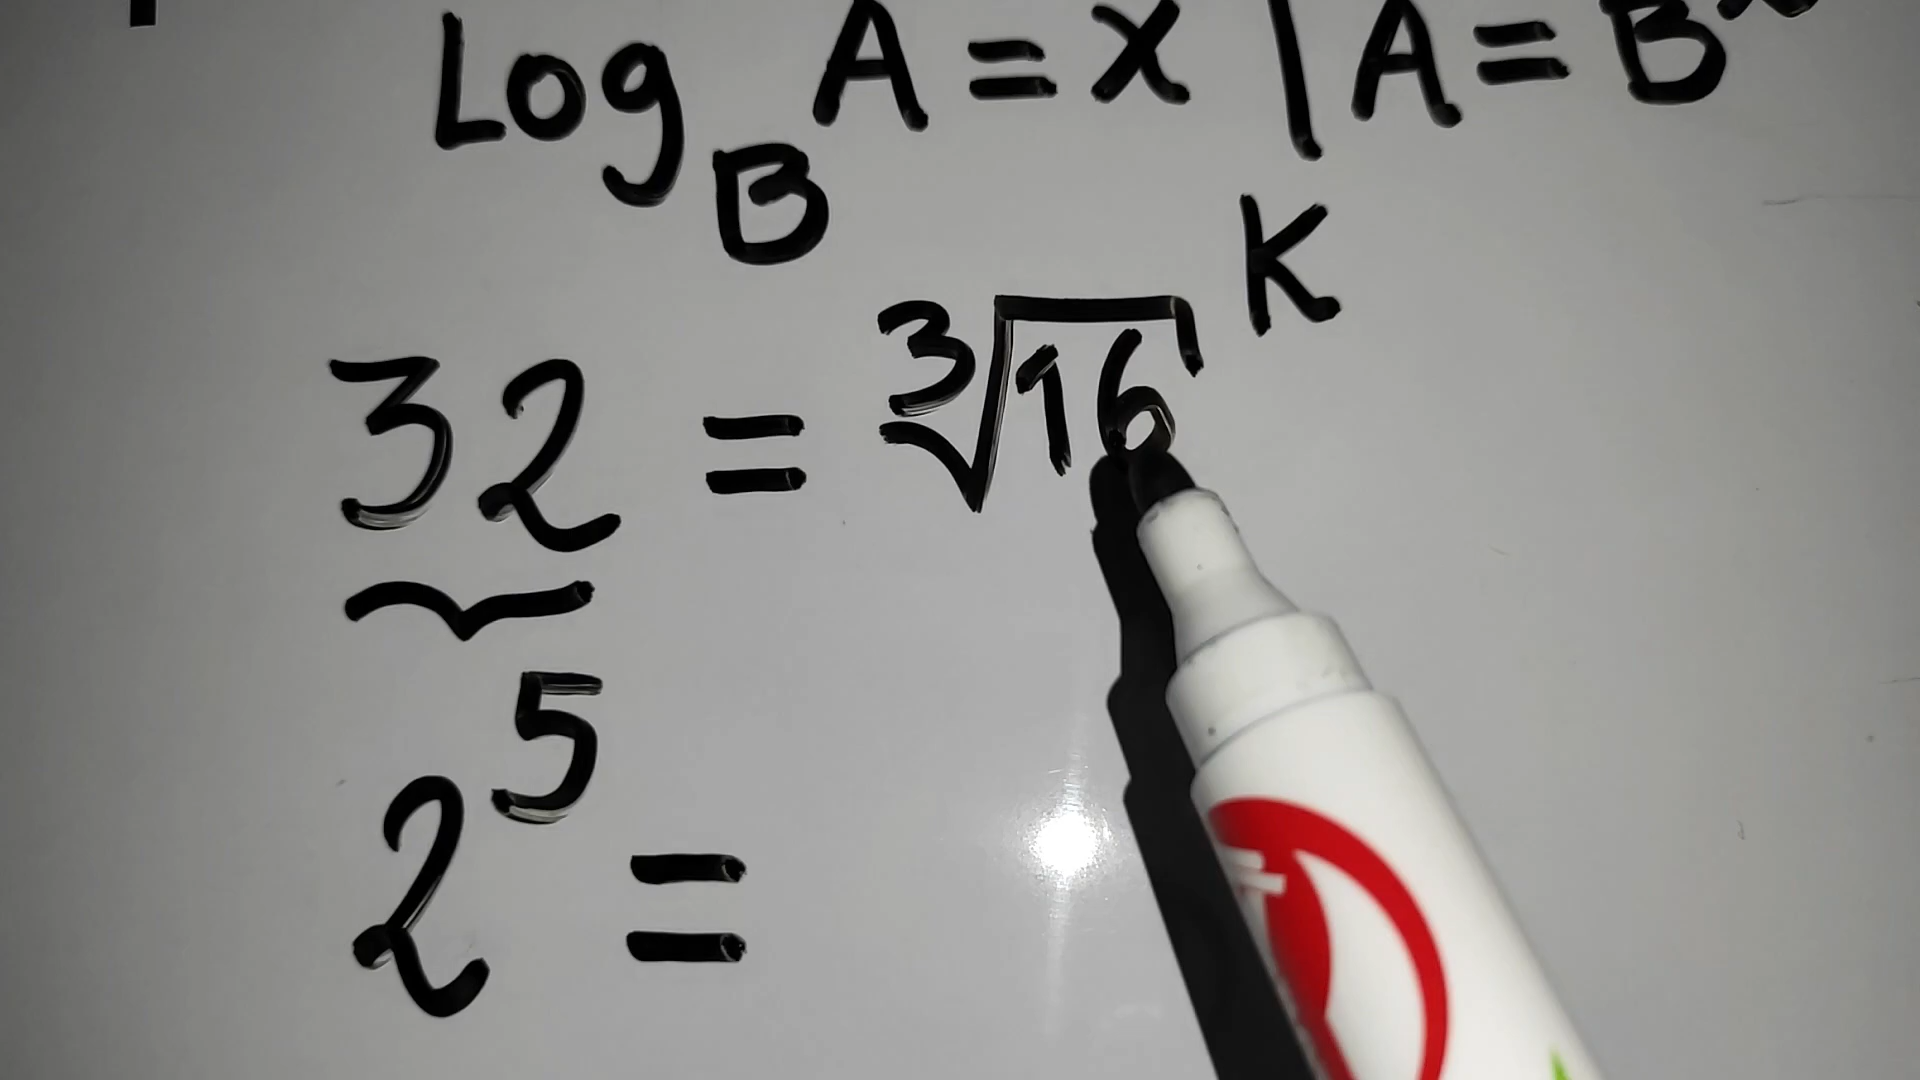 Log_B A = x | A = B^x
32 = ∛16^K
2^5 =